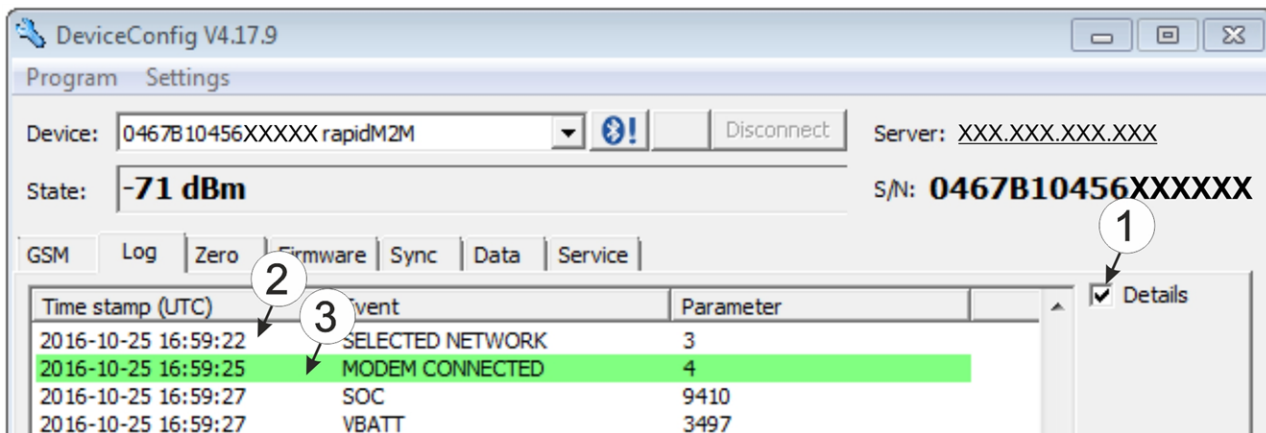 DeviceConfig V4.17.9
Program Settings
Device: 0467B10456XXXXX rapidM2M Disconnect Server: XXX.XXX.XXX.XXX
State: -71 dBm S/N: 0467B10456XXXXXX
1
GSM Log Zero Firmware Sync Data Service
2
Time stamp (UTC) Event Parameter Details
3
2016-10-25 16:59:22 SELECTED NETWORK 3
2016-10-25 16:59:25 MODEM CONNECTED 4
2016-10-25 16:59:27 SOC 9410
2016-10-25 16:59:27 VBATT 3497